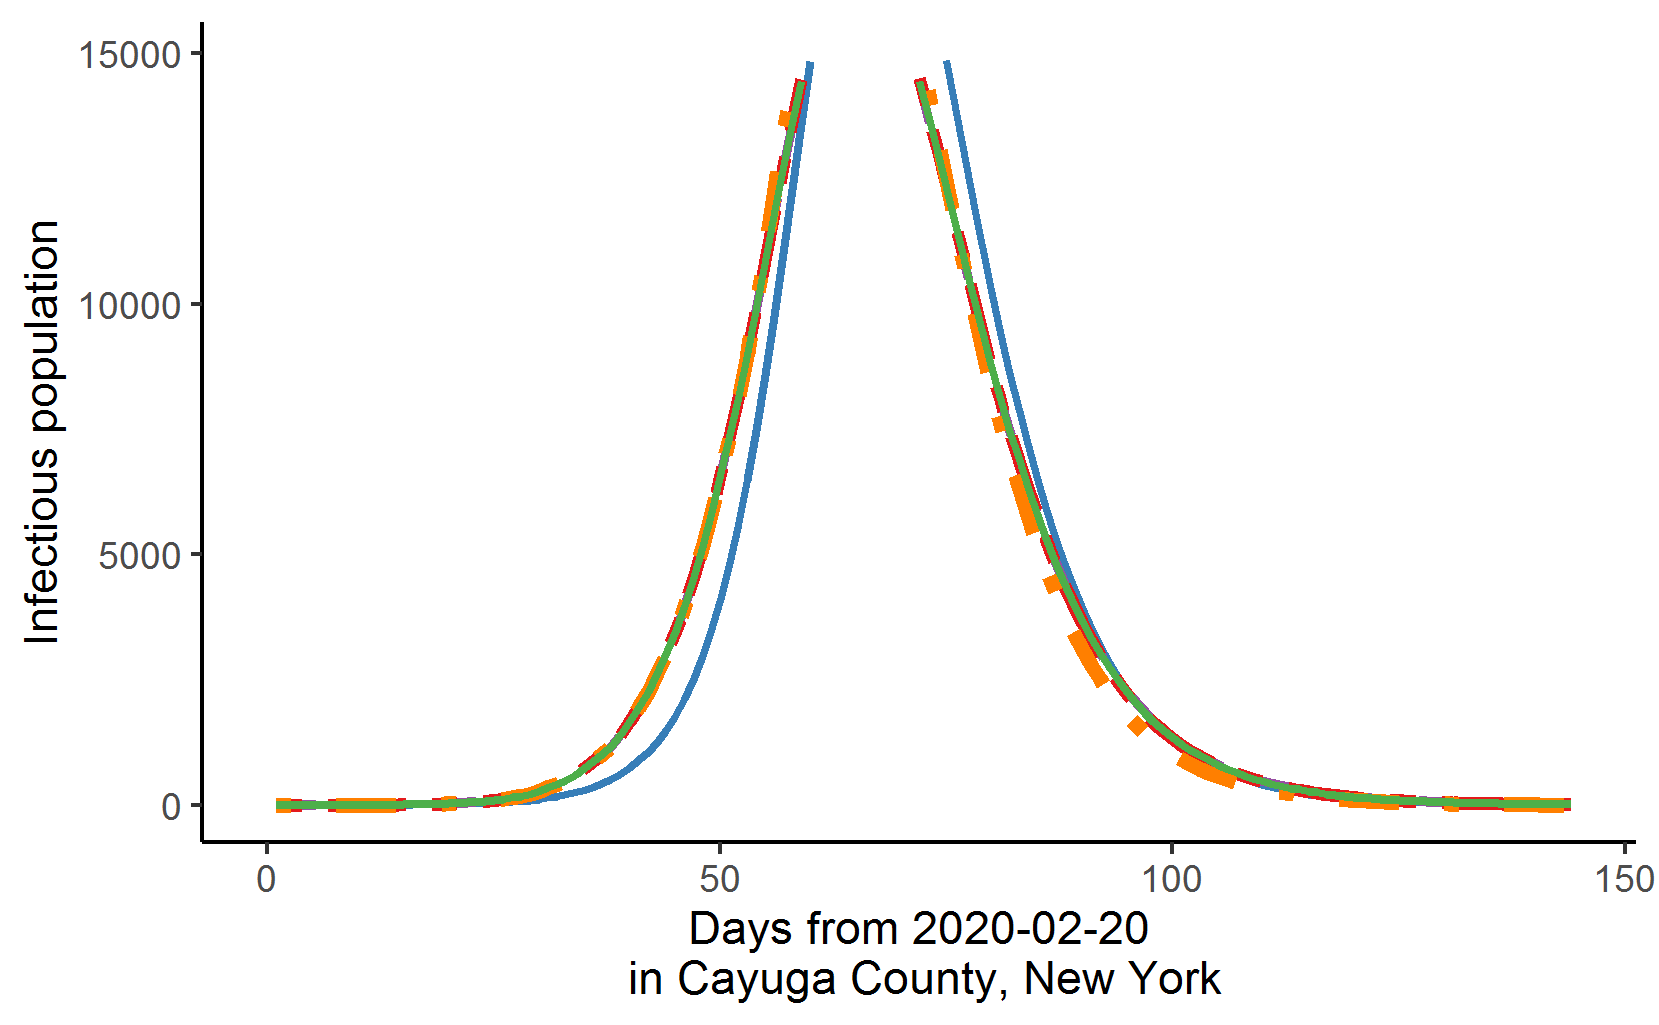 Infectious population
15000
10000
5000
0
0 50 100 150
Days from 2020-02-20
in Cayuga County, New York